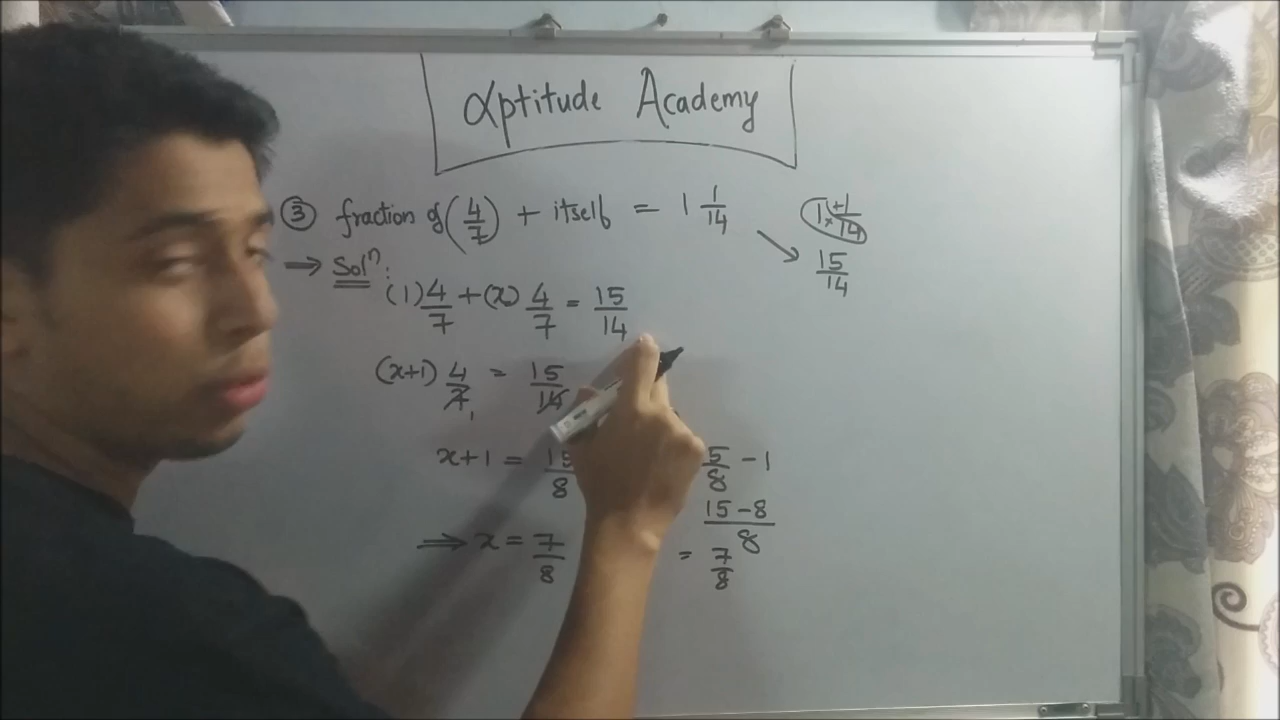 αptitude Academy
③ fraction of (4/7) + itself = 1 1/14
1 × + 1/14
15/14
⇒ Solⁿ:
(1) 4/7 + (x) 4/7 = 15/14
(x+1) 4/7 1 = 15/14
x+1 = 15/8
5/8 - 1
15-8/8
⇒ x = 7/8
= 7/8